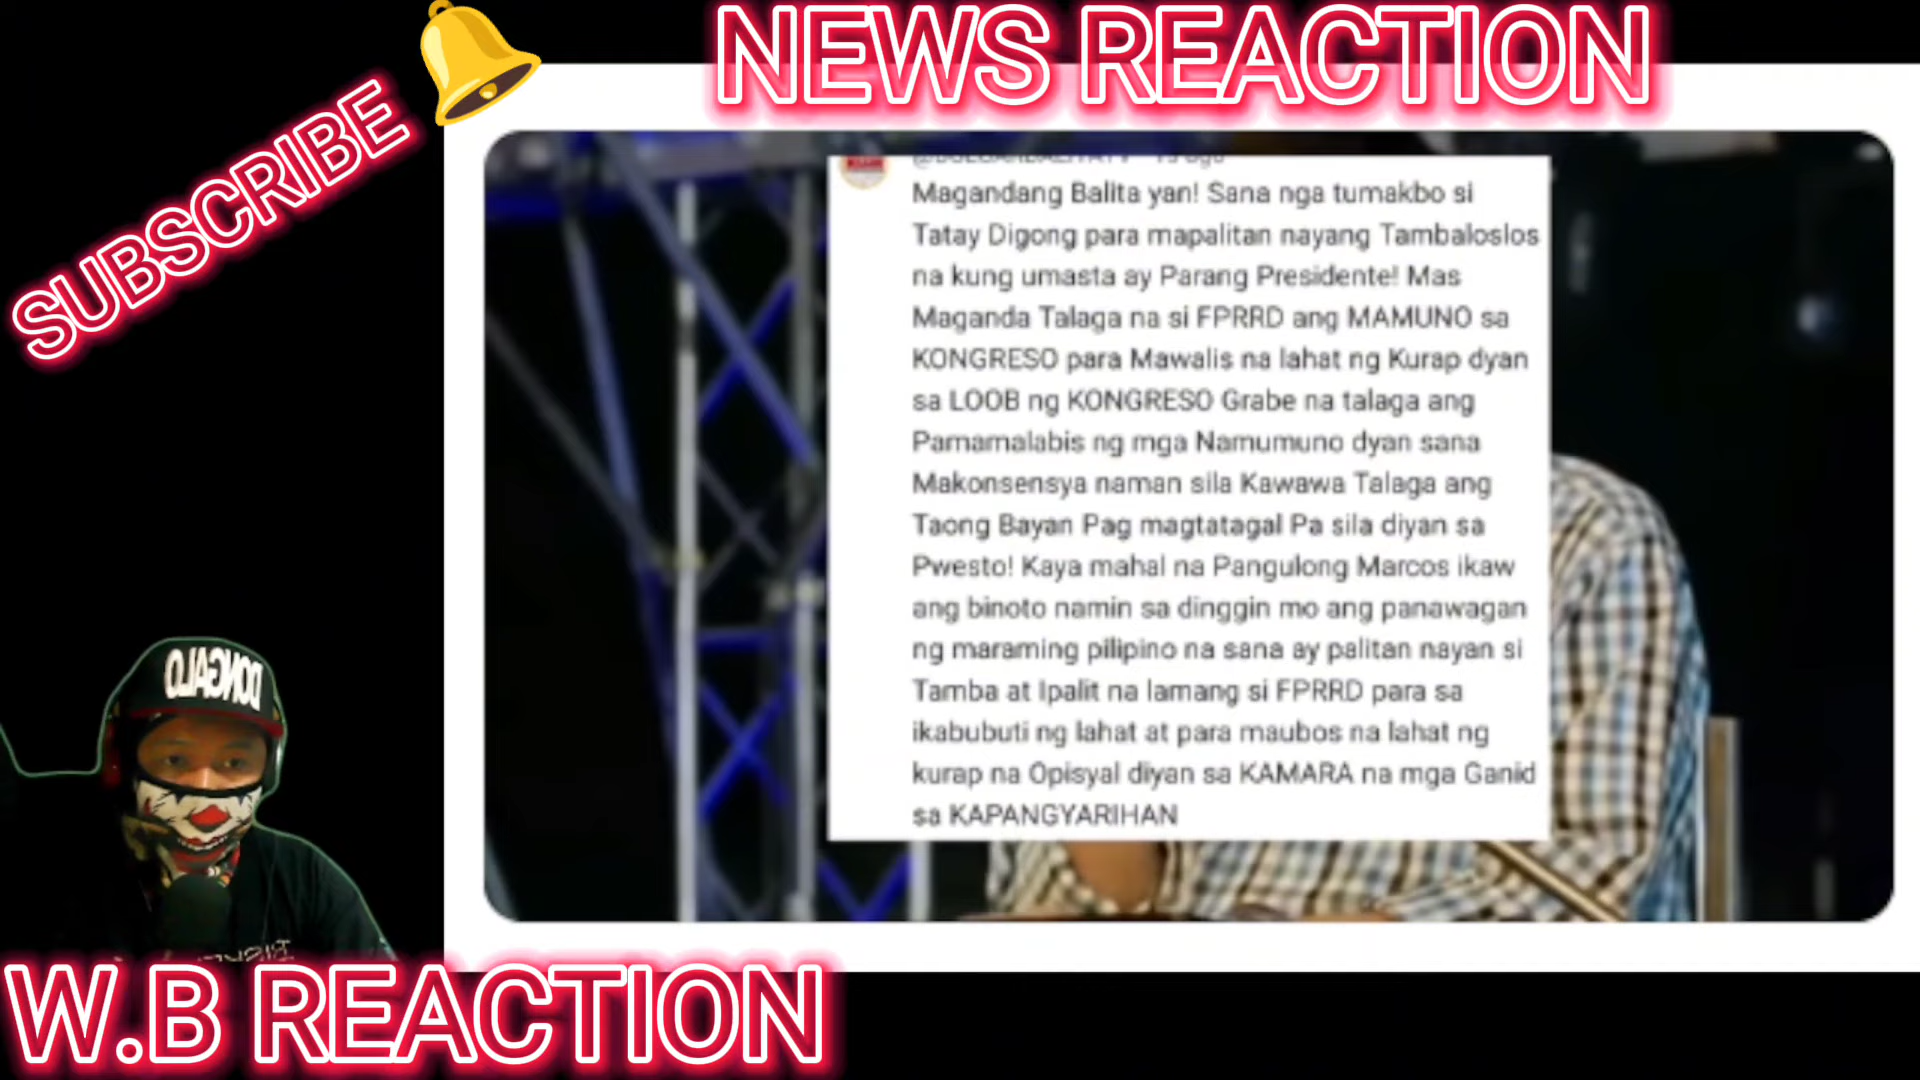 SUBSCRIBE
NEWS REACTION
Magandang Balita yan! Sana nga tumakbo si
Tatay Digong para mapalitan nayang Tambaloslos
na kung umasta ay Parang Presidente! Mas
Maganda Talaga na si FPRRD ang MAMUNO sa
KONGRESO para Mawalis na lahat ng Kurap dyan
sa LOOB ng KONGRESO Grabe na talaga ang
Pamamalabis ng mga Namumuno dyan sana
Makonsensya naman sila Kawawa Talaga ang
Taong Bayan Pag magtatagal Pa sila diyan sa
Pwesto! Kaya mahal na Pangulong Marcos ikaw
ang binoto namin sa dinggin mo ang panawagan
ng maraming pilipino na sana ay palitan nayan si
Tamba at Ipalit na lamang si FPRRD para sa
ikabubuti ng lahat at para maubos na lahat ng
kurap na Opisyal diyan sa KAMARA na mga Ganid
sa KAPANGYARIHAN
DONGALO
W.B REACTION